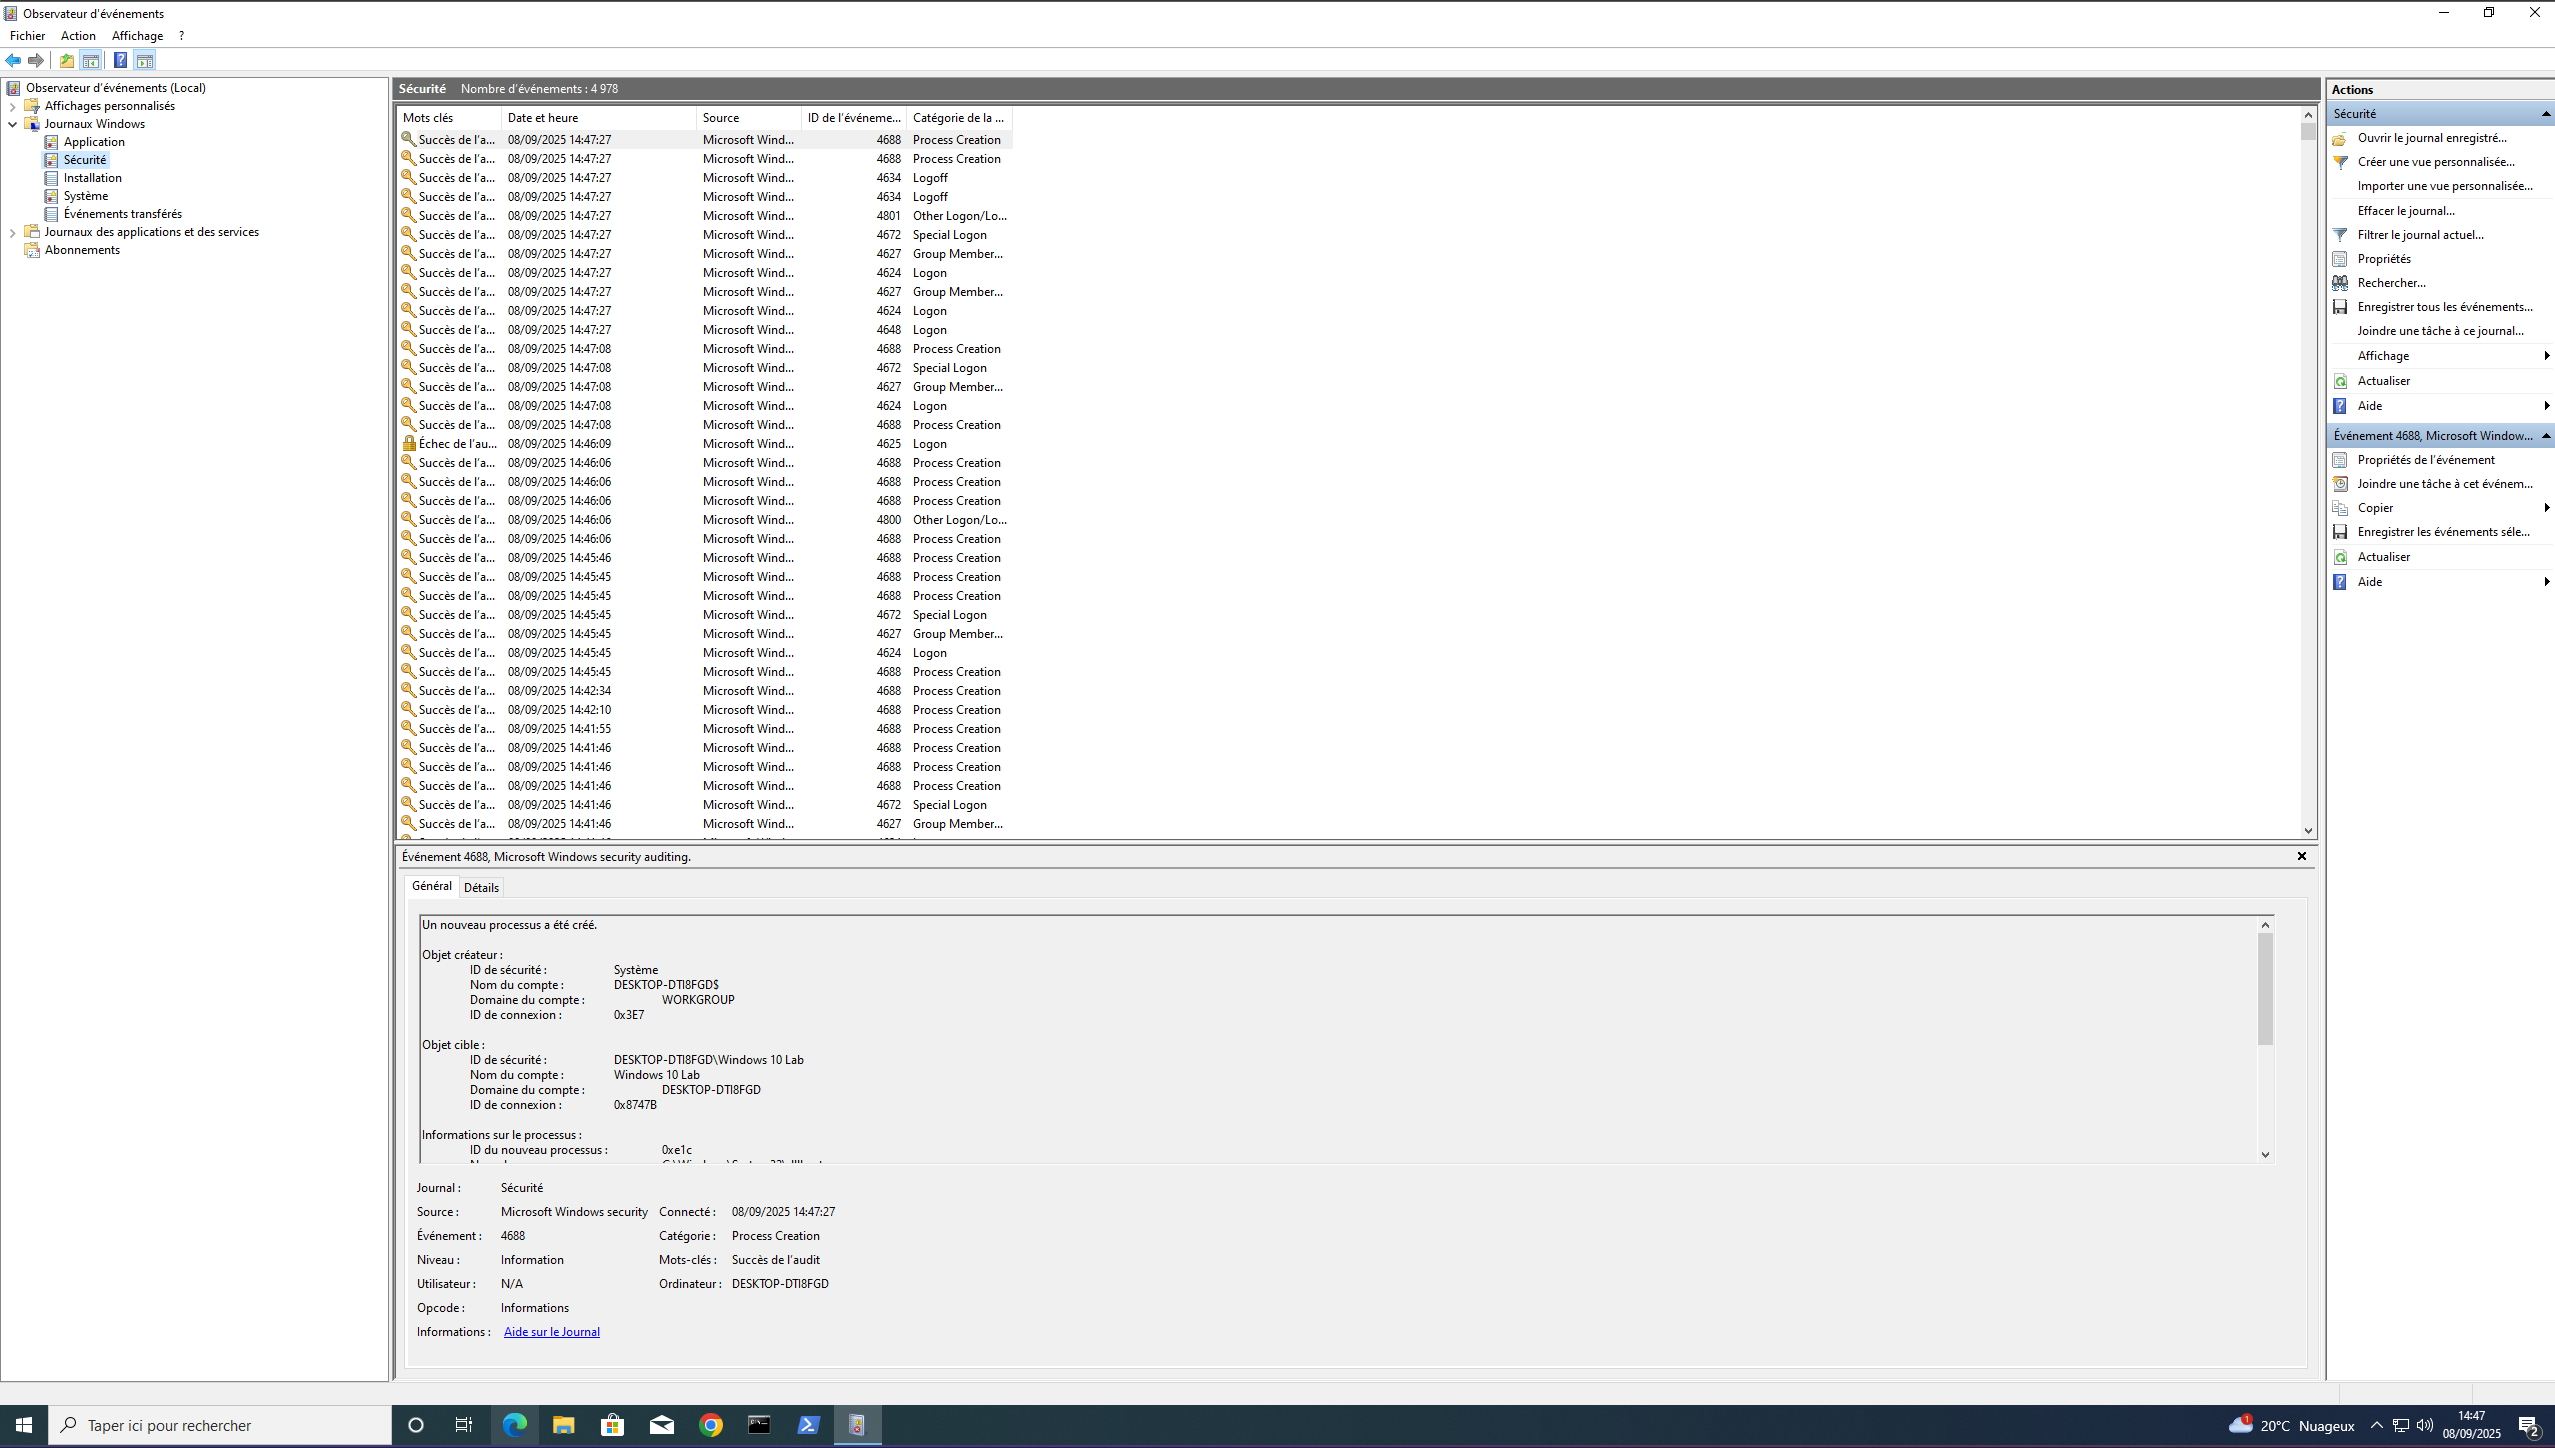 Observateur d'événements
Fichier Action Affichage ?
Observateur d'événements (Local)
Affichages personnalisés
Journaux Windows
Application
Sécurité
Installation
Système
Événements transférés
Journaux des applications et des services
Abonnements
Sécurité Nombre d'événements : 4 978
Mots clés Date et heure Source ID de l'événeme... Catégorie de la ...
Succès de l'a... 08/09/2025 14:47:27 Microsoft Wind... 4688 Process Creation
Succès de l'a... 08/09/2025 14:47:27 Microsoft Wind... 4688 Process Creation
Succès de l'a... 08/09/2025 14:47:27 Microsoft Wind... 4634 Logoff
Succès de l'a... 08/09/2025 14:47:27 Microsoft Wind... 4634 Logoff
Succès de l'a... 08/09/2025 14:47:27 Microsoft Wind... 4801 Other Logon/Lo...
Succès de l'a... 08/09/2025 14:47:27 Microsoft Wind... 4672 Special Logon
Succès de l'a... 08/09/2025 14:47:27 Microsoft Wind... 4627 Group Member...
Succès de l'a... 08/09/2025 14:47:27 Microsoft Wind... 4624 Logon
Succès de l'a... 08/09/2025 14:47:27 Microsoft Wind... 4627 Group Member...
Succès de l'a... 08/09/2025 14:47:27 Microsoft Wind... 4624 Logon
Succès de l'a... 08/09/2025 14:47:27 Microsoft Wind... 4648 Logon
Succès de l'a... 08/09/2025 14:47:08 Microsoft Wind... 4688 Process Creation
Succès de l'a... 08/09/2025 14:47:08 Microsoft Wind... 4672 Special Logon
Succès de l'a... 08/09/2025 14:47:08 Microsoft Wind... 4627 Group Member...
Succès de l'a... 08/09/2025 14:47:08 Microsoft Wind... 4624 Logon
Succès de l'a... 08/09/2025 14:47:08 Microsoft Wind... 4688 Process Creation
Échec de l'au... 08/09/2025 14:46:09 Microsoft Wind... 4625 Logon
Succès de l'a... 08/09/2025 14:46:06 Microsoft Wind... 4688 Process Creation
Succès de l'a... 08/09/2025 14:46:06 Microsoft Wind... 4688 Process Creation
Succès de l'a... 08/09/2025 14:46:06 Microsoft Wind... 4688 Process Creation
Succès de l'a... 08/09/2025 14:46:06 Microsoft Wind... 4800 Other Logon/Lo...
Succès de l'a... 08/09/2025 14:46:06 Microsoft Wind... 4688 Process Creation
Succès de l'a... 08/09/2025 14:45:46 Microsoft Wind... 4688 Process Creation
Succès de l'a... 08/09/2025 14:45:45 Microsoft Wind... 4688 Process Creation
Succès de l'a... 08/09/2025 14:45:45 Microsoft Wind... 4688 Process Creation
Succès de l'a... 08/09/2025 14:45:45 Microsoft Wind... 4672 Special Logon
Succès de l'a... 08/09/2025 14:45:45 Microsoft Wind... 4627 Group Member...
Succès de l'a... 08/09/2025 14:45:45 Microsoft Wind... 4624 Logon
Succès de l'a... 08/09/2025 14:45:45 Microsoft Wind... 4688 Process Creation
Succès de l'a... 08/09/2025 14:42:34 Microsoft Wind... 4688 Process Creation
Succès de l'a... 08/09/2025 14:42:10 Microsoft Wind... 4688 Process Creation
Succès de l'a... 08/09/2025 14:41:55 Microsoft Wind... 4688 Process Creation
Succès de l'a... 08/09/2025 14:41:46 Microsoft Wind... 4688 Process Creation
Succès de l'a... 08/09/2025 14:41:46 Microsoft Wind... 4688 Process Creation
Succès de l'a... 08/09/2025 14:41:46 Microsoft Wind... 4688 Process Creation
Succès de l'a... 08/09/2025 14:41:46 Microsoft Wind... 4672 Special Logon
Succès de l'a... 08/09/2025 14:41:46 Microsoft Wind... 4627 Group Member...
Événement 4688, Microsoft Windows security auditing.
Général Détails
Un nouveau processus a été créé.
Objet créateur :
ID de sécurité : Système
Nom du compte : DESKTOP-DTI8FGD$
Domaine du compte : WORKGROUP
ID de connexion : 0x3E7
Objet cible :
ID de sécurité : DESKTOP-DTI8FGD\Windows 10 Lab
Nom du compte : Windows 10 Lab
Domaine du compte : DESKTOP-DTI8FGD
ID de connexion : 0x8747B
Informations sur le processus :
ID du nouveau processus : 0xe1c
Journal : Sécurité
Source : Microsoft Windows security Connecté : 08/09/2025 14:47:27
Événement : 4688 Catégorie : Process Creation
Niveau : Information Mots-clés : Succès de l'audit
Utilisateur : N/A Ordinateur : DESKTOP-DTI8FGD
Opcode : Informations
Informations : Aide sur le Journal
Actions
Sécurité
Ouvrir le journal enregistré...
Créer une vue personnalisée...
Importer une vue personnalisée...
Effacer le journal...
Filtrer le journal actuel...
Propriétés
Rechercher...
Enregistrer tous les événements...
Joindre une tâche à ce journal...
Affichage
Actualiser
Aide
Événement 4688, Microsoft Window...
Propriétés de l'événement
Joindre une tâche à cet événem...
Copier
Enregistrer les événements séle...
Actualiser
Aide
Taper ici pour rechercher
1
20°C Nuageux
14:47
08/09/2025
2